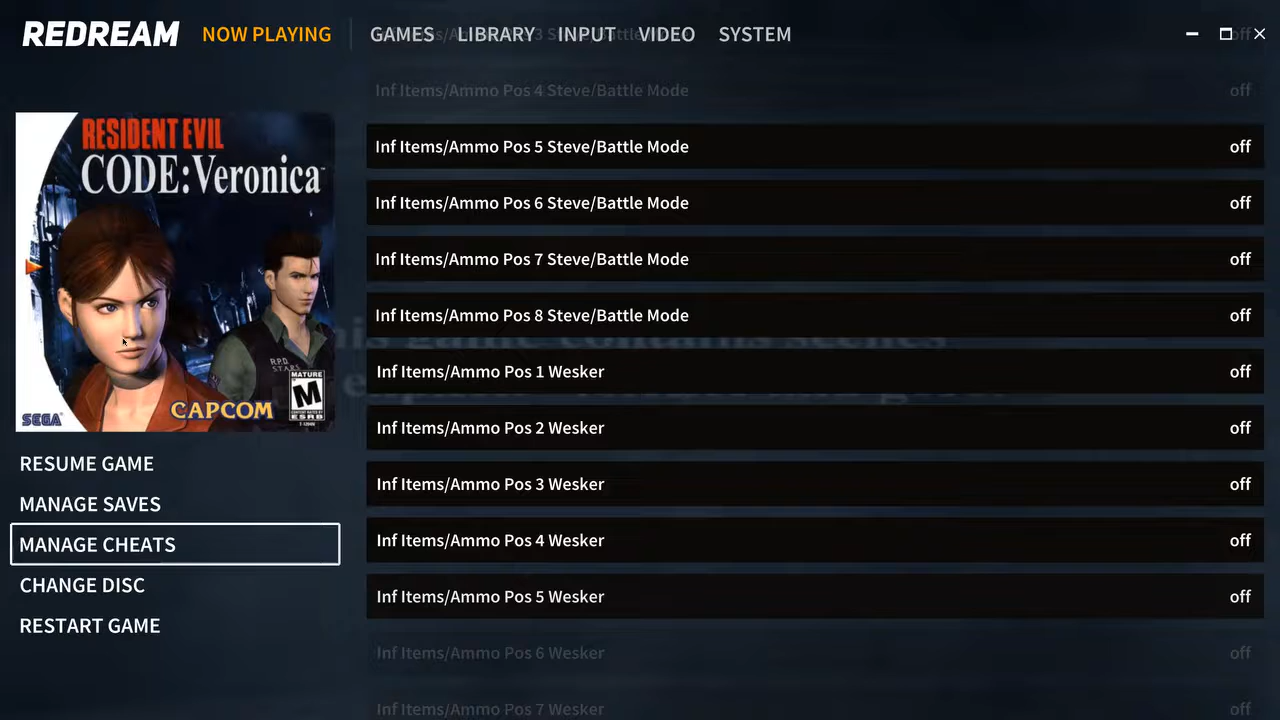 REDREAM NOW PLAYING GAMES LIBRARY INPUT VIDEO SYSTEM
Inf Items/Ammo Pos 4 Steve/Battle Mode off
Inf Items/Ammo Pos 5 Steve/Battle Mode off
Inf Items/Ammo Pos 6 Steve/Battle Mode off
Inf Items/Ammo Pos 7 Steve/Battle Mode off
Inf Items/Ammo Pos 8 Steve/Battle Mode off
Inf Items/Ammo Pos 1 Wesker off
Inf Items/Ammo Pos 2 Wesker off
Inf Items/Ammo Pos 3 Wesker off
Inf Items/Ammo Pos 4 Wesker off
Inf Items/Ammo Pos 5 Wesker off
Inf Items/Ammo Pos 6 Wesker off
Inf Items/Ammo Pos 7 Wesker off
RESIDENT EVIL
CODE:Veronica
R.P.D.
S.T.A.R.S.
MATURE
M
ESRB
CAPCOM
SEGA
RESUME GAME
MANAGE SAVES
MANAGE CHEATS
CHANGE DISC
RESTART GAME
game contains scenes